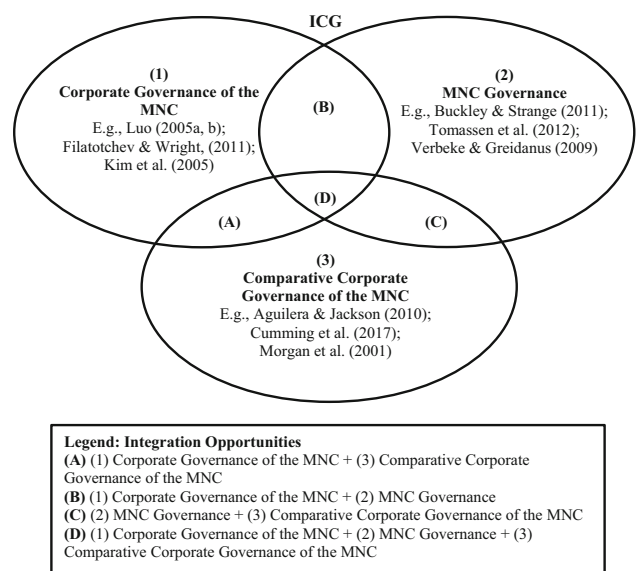 ICG
(1)
Corporate Governance of the
MNC
E.g., Luo (2005a, b);
Filatotchev & Wright, (2011);
Kim et al. (2005)
(B)
(2)
MNC Governance
E.g., Buckley & Strange (2011);
Tomassen et al. (2012);
Verbeke & Greidanus (2009)
(D)
(A)
(C)
(3)
Comparative Corporate
Governance of the MNC
E.g., Aguilera & Jackson (2010);
Cumming et al. (2017);
Morgan et al. (2001)
Legend: Integration Opportunities
(A) (1) Corporate Governance of the MNC + (3) Comparative Corporate
Governance of the MNC
(B) (1) Corporate Governance of the MNC + (2) MNC Governance
(C) (2) MNC Governance + (3) Comparative Corporate Governance of the MNC
(D) (1) Corporate Governance of the MNC + (2) MNC Governance + (3)
Comparative Corporate Governance of the MNC